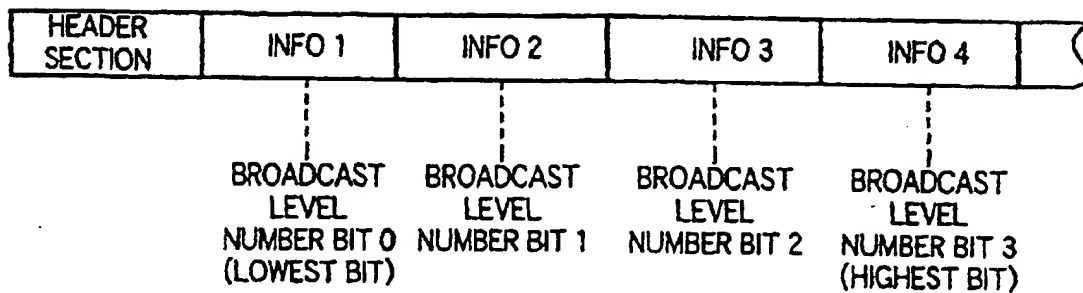 HEADER
SECTION
INFO 1
INFO 2
INFO 3
INFO 4
BROADCAST
LEVEL
NUMBER BIT 0
(LOWEST BIT)
BROADCAST
LEVEL
NUMBER BIT 1
BROADCAST
LEVEL
NUMBER BIT 2
BROADCAST
LEVEL
NUMBER BIT 3
(HIGHEST BIT)